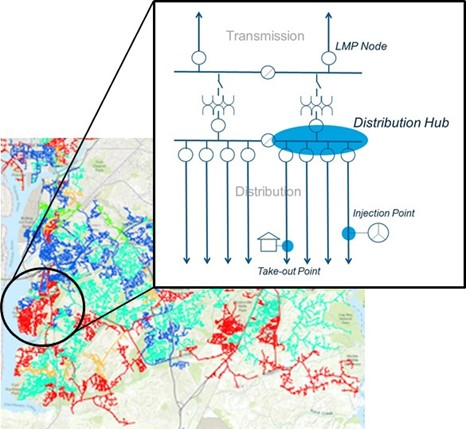 Transmission
LMP Node
Distribution Hub
Distribution
Injection Point
Take-out Point